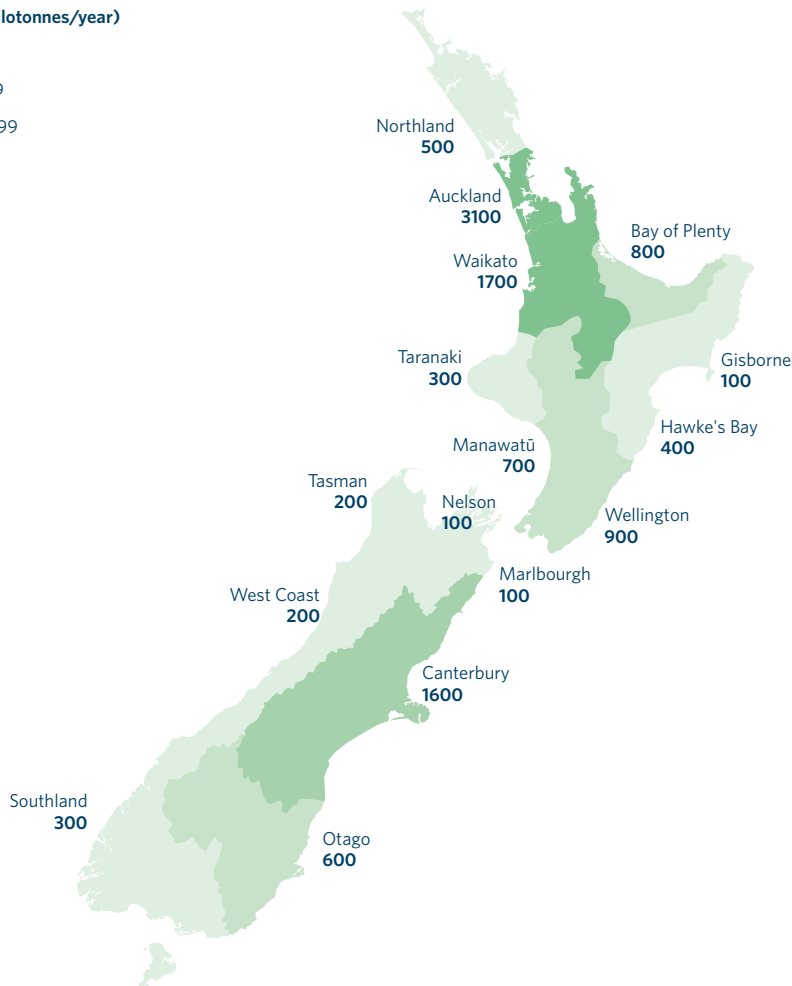 lotonnes/year)
9
99
Northland
500
Auckland
3100
Bay of Plenty
800
Waikato
1700
Taranaki
300
Gisborne
100
Hawke's Bay
400
Manawatū
700
Tasman
200
Nelson
100
Wellington
900
Marlbourgh
100
West Coast
200
Canterbury
1600
Southland
300
Otago
600